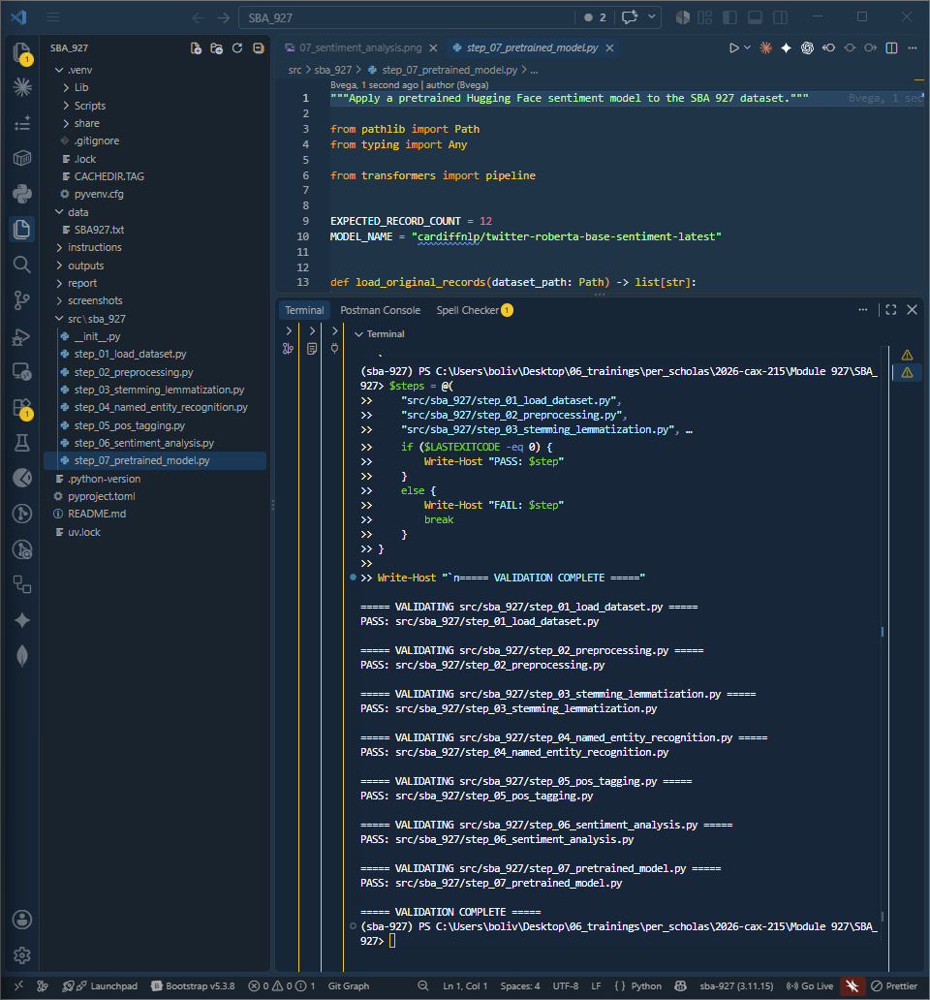 SBA_927
2
SBA_927
07_sentiment_analysis.png
step_07_pretrained_model.py
src > sba_927 > step_07_pretrained_model.py > ...
.venv
Lib
Scripts
share
.gitignore
.lock
CACHEDIR.TAG
pyvenv.cfg
data
SBA927.txt
instructions
outputs
report
screenshots
src\sba_927
__init__.py
step_01_load_dataset.py
step_02_preprocessing.py
step_03_stemming_lemmatization.py
step_04_named_entity_recognition.py
step_05_pos_tagging.py
step_06_sentiment_analysis.py
step_07_pretrained_model.py
.python-version
pyproject.toml
README.md
uv.lock
1
1
Bvega, 1 second ago | author (Bvega)
1 """Apply a pretrained Hugging Face sentiment model to the SBA 927 dataset.""" Bvega, 1 sec
2
3 from pathlib import Path
4 from typing import Any
5
6 from transformers import pipeline
7
8
9 EXPECTED_RECORD_COUNT = 12
10 MODEL_NAME = "cardiffnlp/twitter-roberta-base-sentiment-latest"
11
12
13 def load_original_records(dataset_path: Path) -> list[str]:
Terminal
Postman Console
Spell Checker 1
Terminal
`
(sba-927) PS C:\Users\boliv\Desktop\06_trainings\per_scholas\2026-cax-215\Module 927\SBA_
927> $steps = @(
>> "src/sba_927/step_01_load_dataset.py",
>> "src/sba_927/step_02_preprocessing.py",
>> "src/sba_927/step_03_stemming_lemmatization.py", …
>> if ($LASTEXITCODE -eq 0) {
>> Write-Host "PASS: $step"
>> }
>> else {
>> Write-Host "FAIL: $step"
>> break
>> }
>> }
>>
>> Write-Host "`n===== VALIDATION COMPLETE ====="
===== VALIDATING src/sba_927/step_01_load_dataset.py =====
PASS: src/sba_927/step_01_load_dataset.py
===== VALIDATING src/sba_927/step_02_preprocessing.py =====
PASS: src/sba_927/step_02_preprocessing.py
===== VALIDATING src/sba_927/step_03_stemming_lemmatization.py =====
PASS: src/sba_927/step_03_stemming_lemmatization.py
===== VALIDATING src/sba_927/step_04_named_entity_recognition.py =====
PASS: src/sba_927/step_04_named_entity_recognition.py
===== VALIDATING src/sba_927/step_05_pos_tagging.py =====
PASS: src/sba_927/step_05_pos_tagging.py
===== VALIDATING src/sba_927/step_06_sentiment_analysis.py =====
PASS: src/sba_927/step_06_sentiment_analysis.py
===== VALIDATING src/sba_927/step_07_pretrained_model.py =====
PASS: src/sba_927/step_07_pretrained_model.py
===== VALIDATION COMPLETE =====
(sba-927) PS C:\Users\boliv\Desktop\06_trainings\per_scholas\2026-cax-215\Module 927\SBA_
927>
Launchpad
Bootstrap v5.3.8
0 0 1
Git Graph
Ln 1, Col 1
Spaces: 4
UTF-8
LF
{ } Python
sba-927 (3.11.15)
Go Live
Prettier